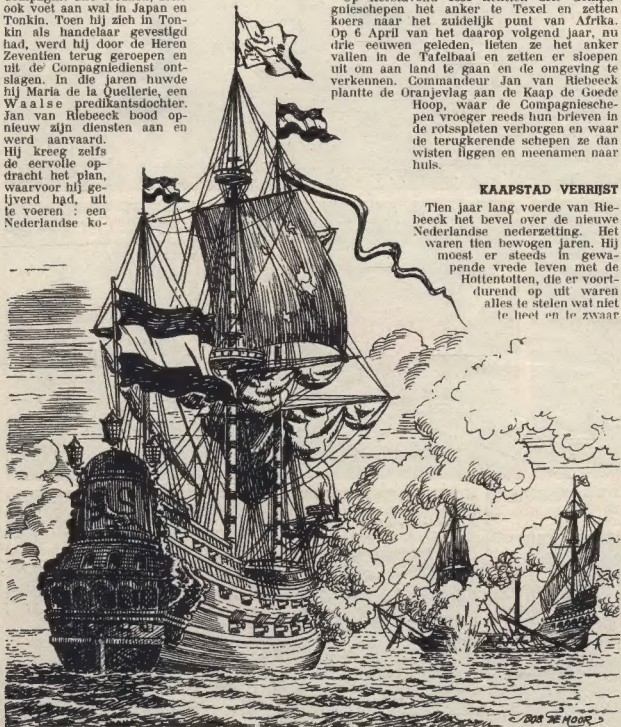 ook voet aan wal in Japan en
Tonkin. Toen hij zich in Ton-
kin als handelaar gevestigd
had, werd hij door de Heren
Zeventien terug geroepen en
uit de Compagniedienst ont-
slagen. In die jaren huwde
hij Maria de la Quellerie, een
Waalse predikantsdochter.
Jan van Riebeeck bood op-
nieuw zijn diensten aan en
werd aanvaard.
Hij kreeg zelfs
de eervolle op-
dracht het plan,
waarvoor hij ge-
ijverd had, uit
te voeren : een
Nederlandse ko-
gnieschepen het anker te Texel en zetten
koers naar het zuidelijk punt van Afrika.
Op 6 April van het daarop volgend jaar, nu
drie eeuwen geleden, lieten ze het anker
vallen in de Tafelbaai en zetten er sloepen
uit om aan land te gaan en de omgeving te
verkennen. Commandeur Jan van Riebeeck
plantte de Oranjevlag aan de Kaap de Goede
Hoop, waar de Compagniesche-
pen vroeger reeds hun brieven in
de rotsspleten verborgen en waar
de terugkerende schepen ze dan
wisten liggen en meenamen naar
huis.
KAAPSTAD VERRIJST
Tien jaar lang voerde van Rie-
beeck het bevel over de nieuwe
Nederlandse nederzetting. Het
waren tien bewogen jaren. Hij
moest er steeds in gewa-
pende vrede leven met de
Hottentotten, die er voort-
durend op uit waren
alles te stelen wat niet
te heet en te zwaar
BOB DE MOOR